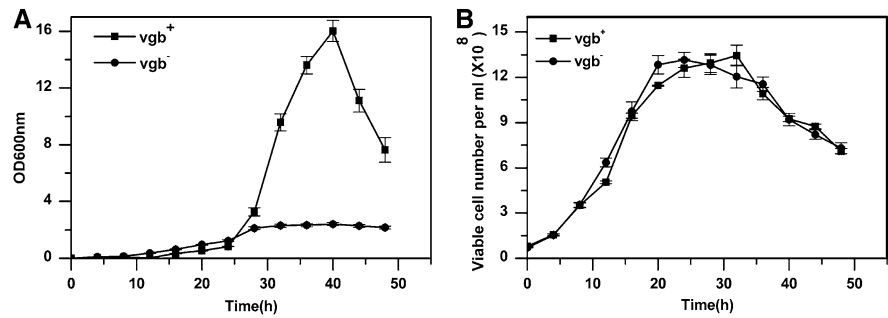 A
vgb+
vgb-
16
12
8
4
0
OD600nm
0 10 20 30 40 50
Time(h)
B
vgb+
vgb-
15
12
9
6
3
0
Viable cell number per ml (X10^8)
0 10 20 30 40 50
Time(h)